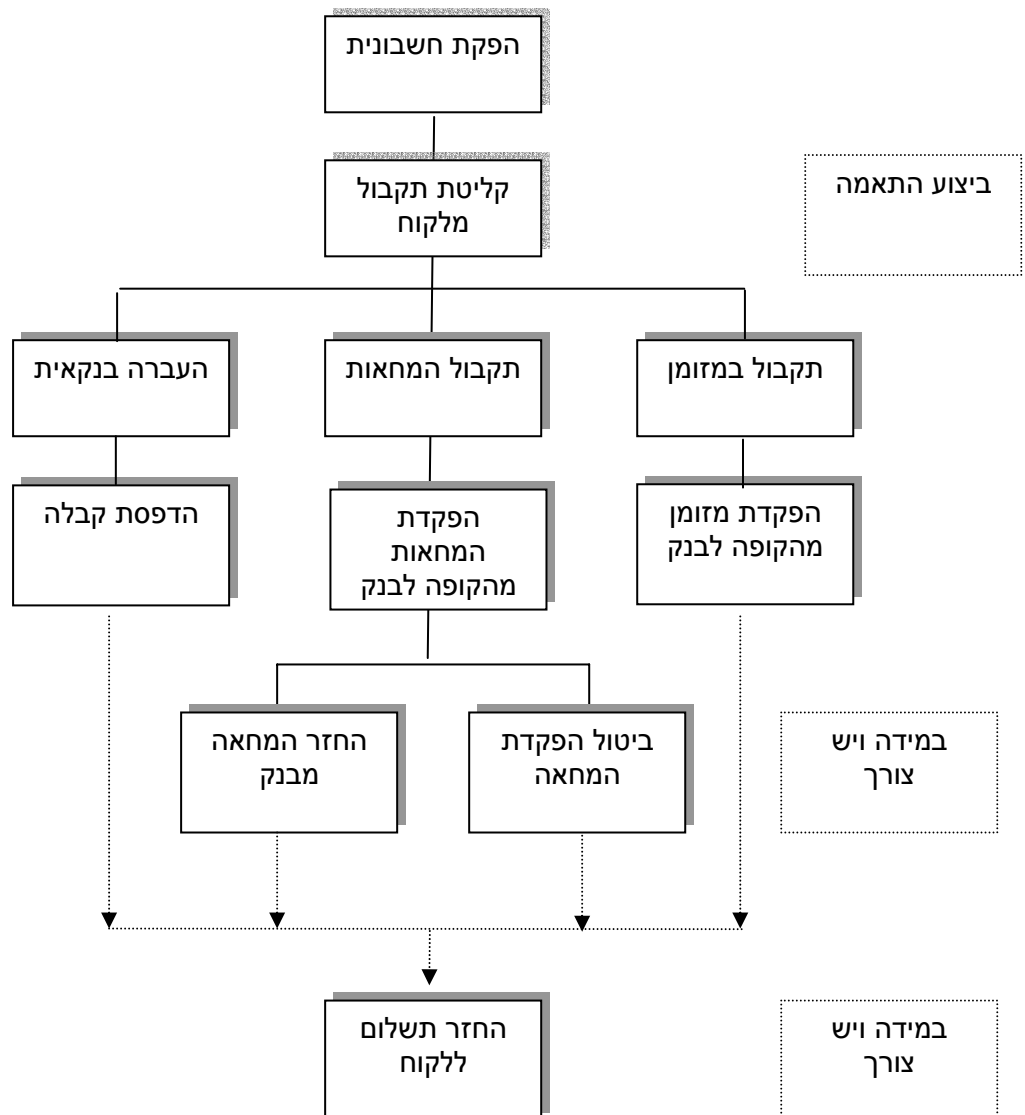 הפקת חשבונית
קליטת תקבול
מלקוח
ביצוע התאמה
תקבול במזומן
תקבול המחאות
העברה בנקאית
הפקדת מזומן
מהקופה לבנק
הפקדת
המחאות
מהקופה לבנק
הדפסת קבלה
במידה ויש
צורך
ביטול הפקדת
המחאה
החזר המחאה
מבנק
במידה ויש
צורך
החזר תשלום
ללקוח